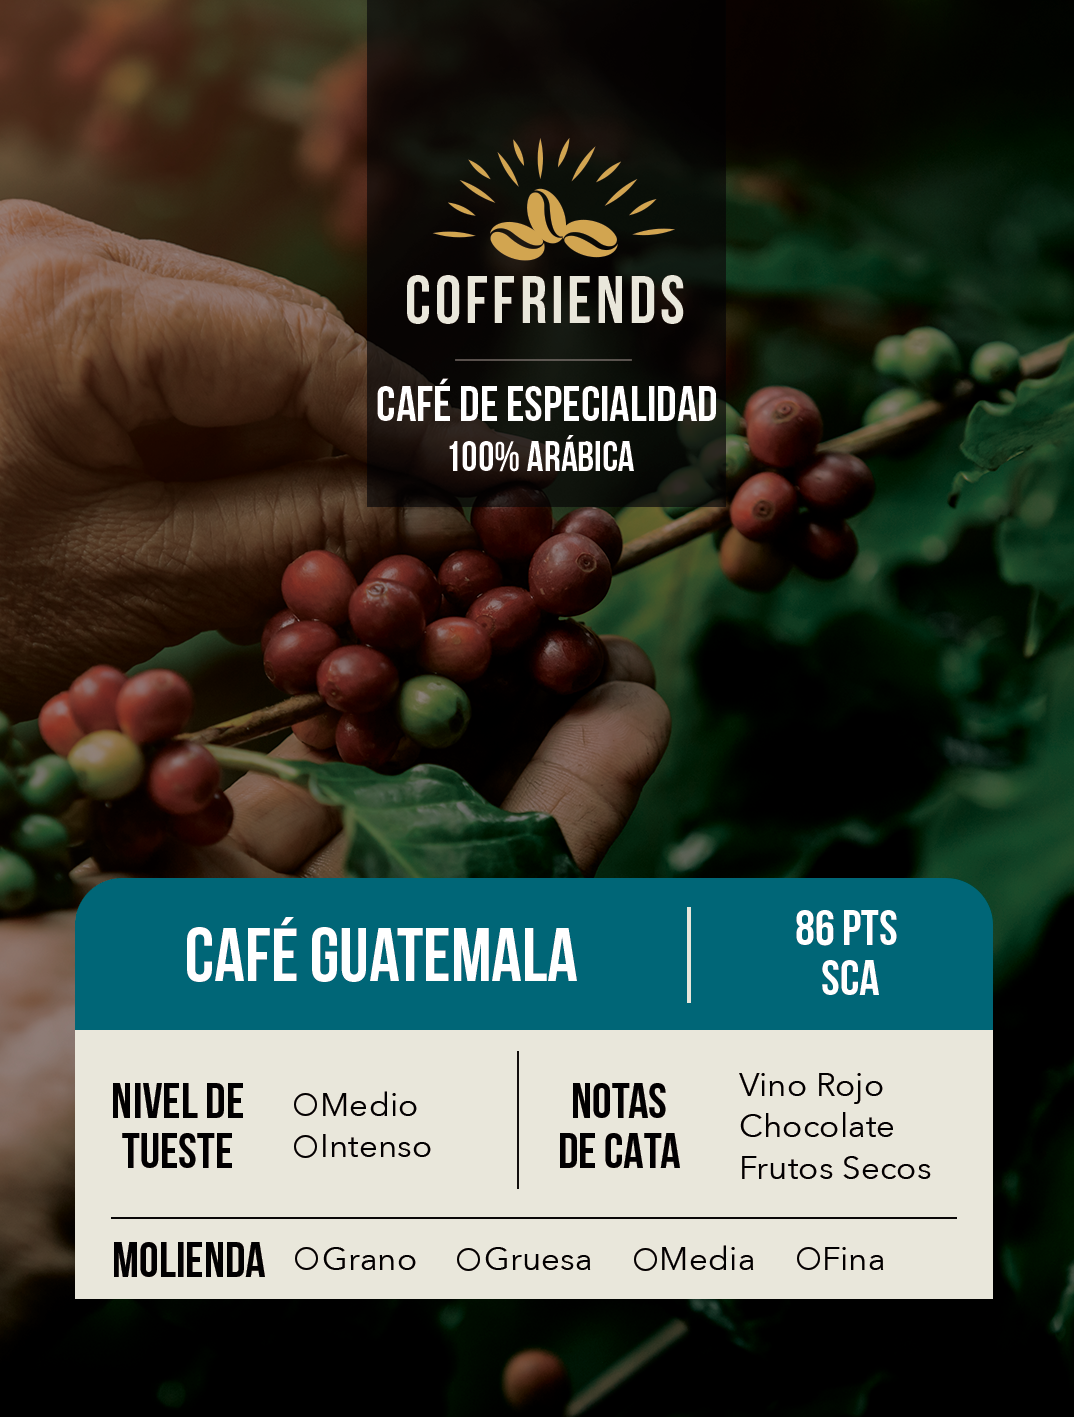 COFFRIENDS
CAFÉ DE ESPECIALIDAD
100% ARÁBICA
CAFÉ GUATEMALA
86 PTS
SCA
NIVEL DE
TUESTE
Medio
Intenso
NOTAS
DE CATA
Vino Rojo
Chocolate
Frutos Secos
MOLIENDA
Grano
Gruesa
Media
Fina